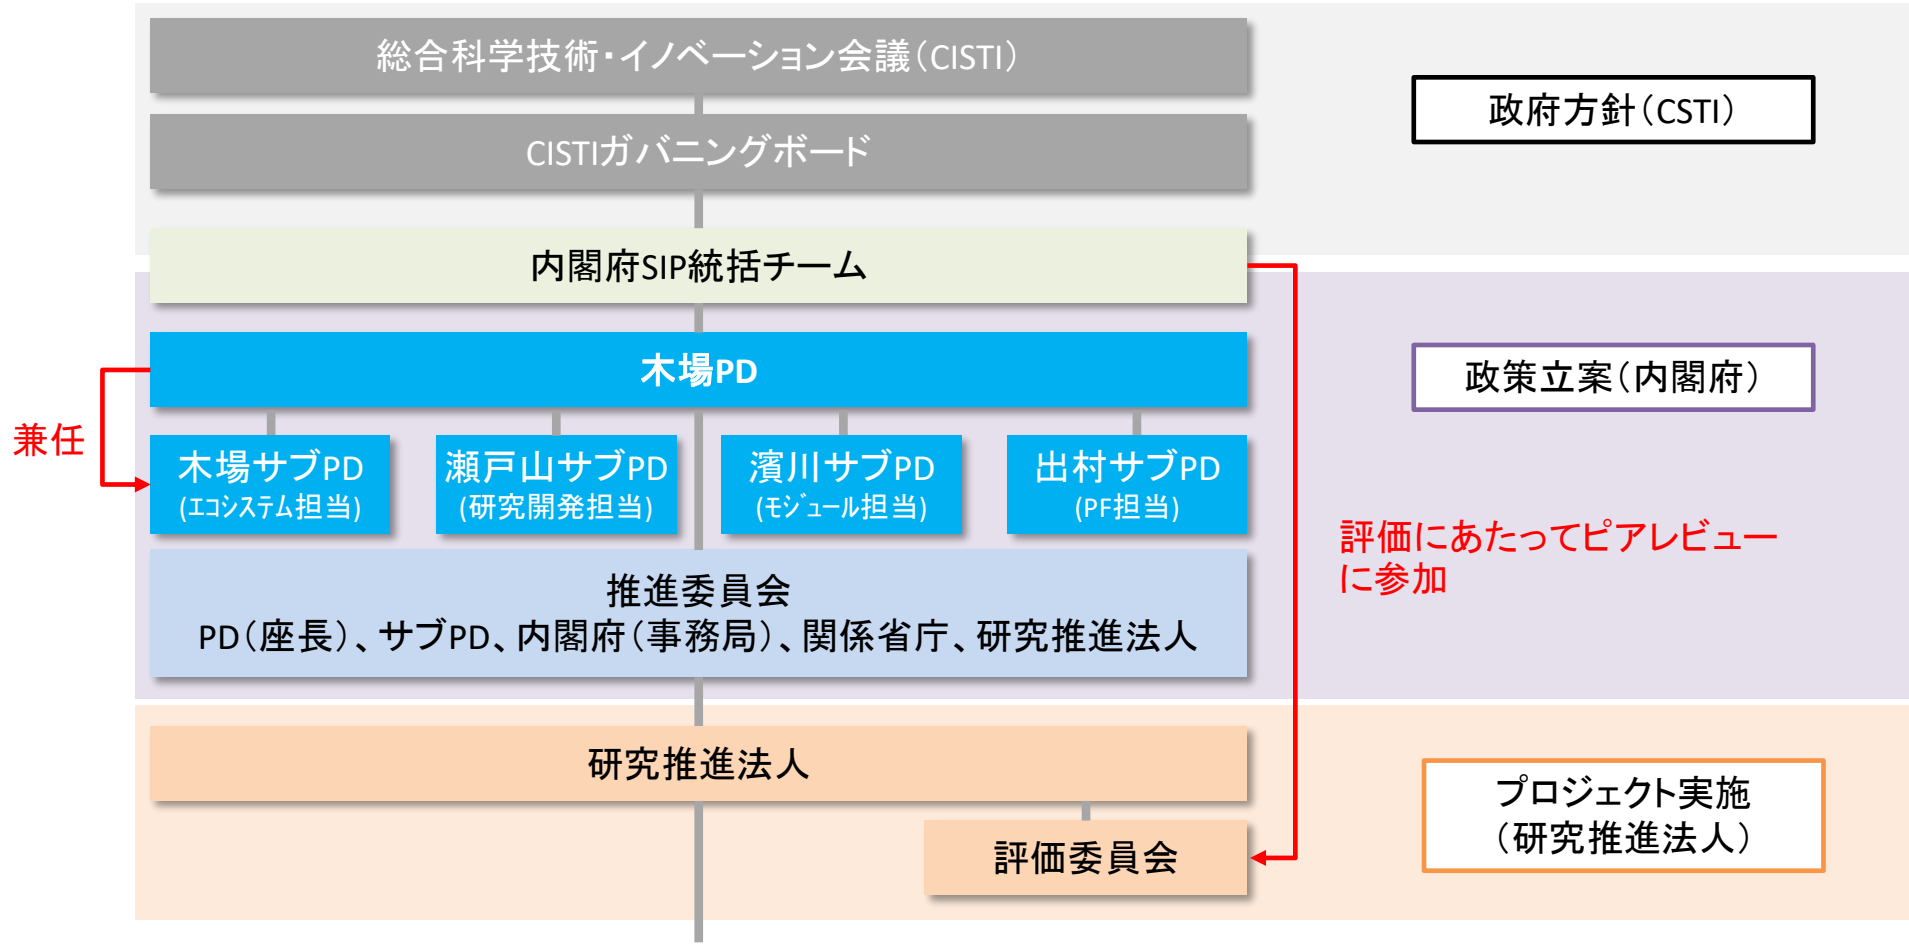 総合科学技術・イノベーション会議（CISTI）
政府方針（CSTI）
CISTIガバニングボード
内閣府SIP統括チーム
木場PD
政策立案（内閣府）
兼任
木場サブPD
(ｴｺｼｽﾃﾑ担当)
瀬戸山サブPD
(研究開発担当)
濱川サブPD
(ﾓｼﾞｭｰﾙ担当)
出村サブPD
(PF担当)
評価にあたってピアレビュー
に参加
推進委員会
PD（座長）、サブPD、内閣府（事務局）、関係省庁、研究推進法人
研究推進法人
プロジェクト実施
（研究推進法人）
評価委員会